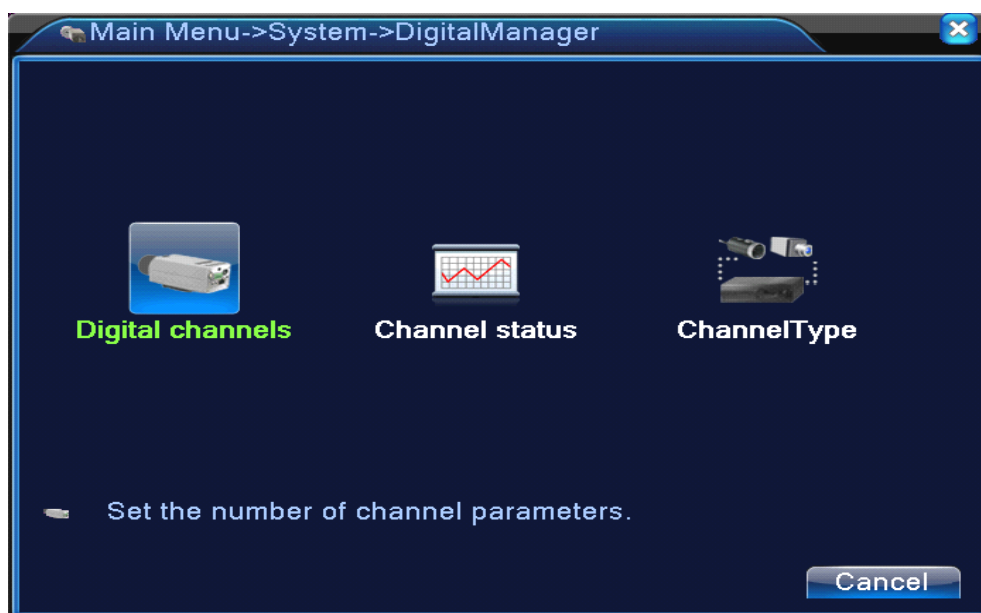 Main Menu->System->DigitalManager
Digital channels
Channel status
ChannelType
Set the number of channel parameters.
Cancel